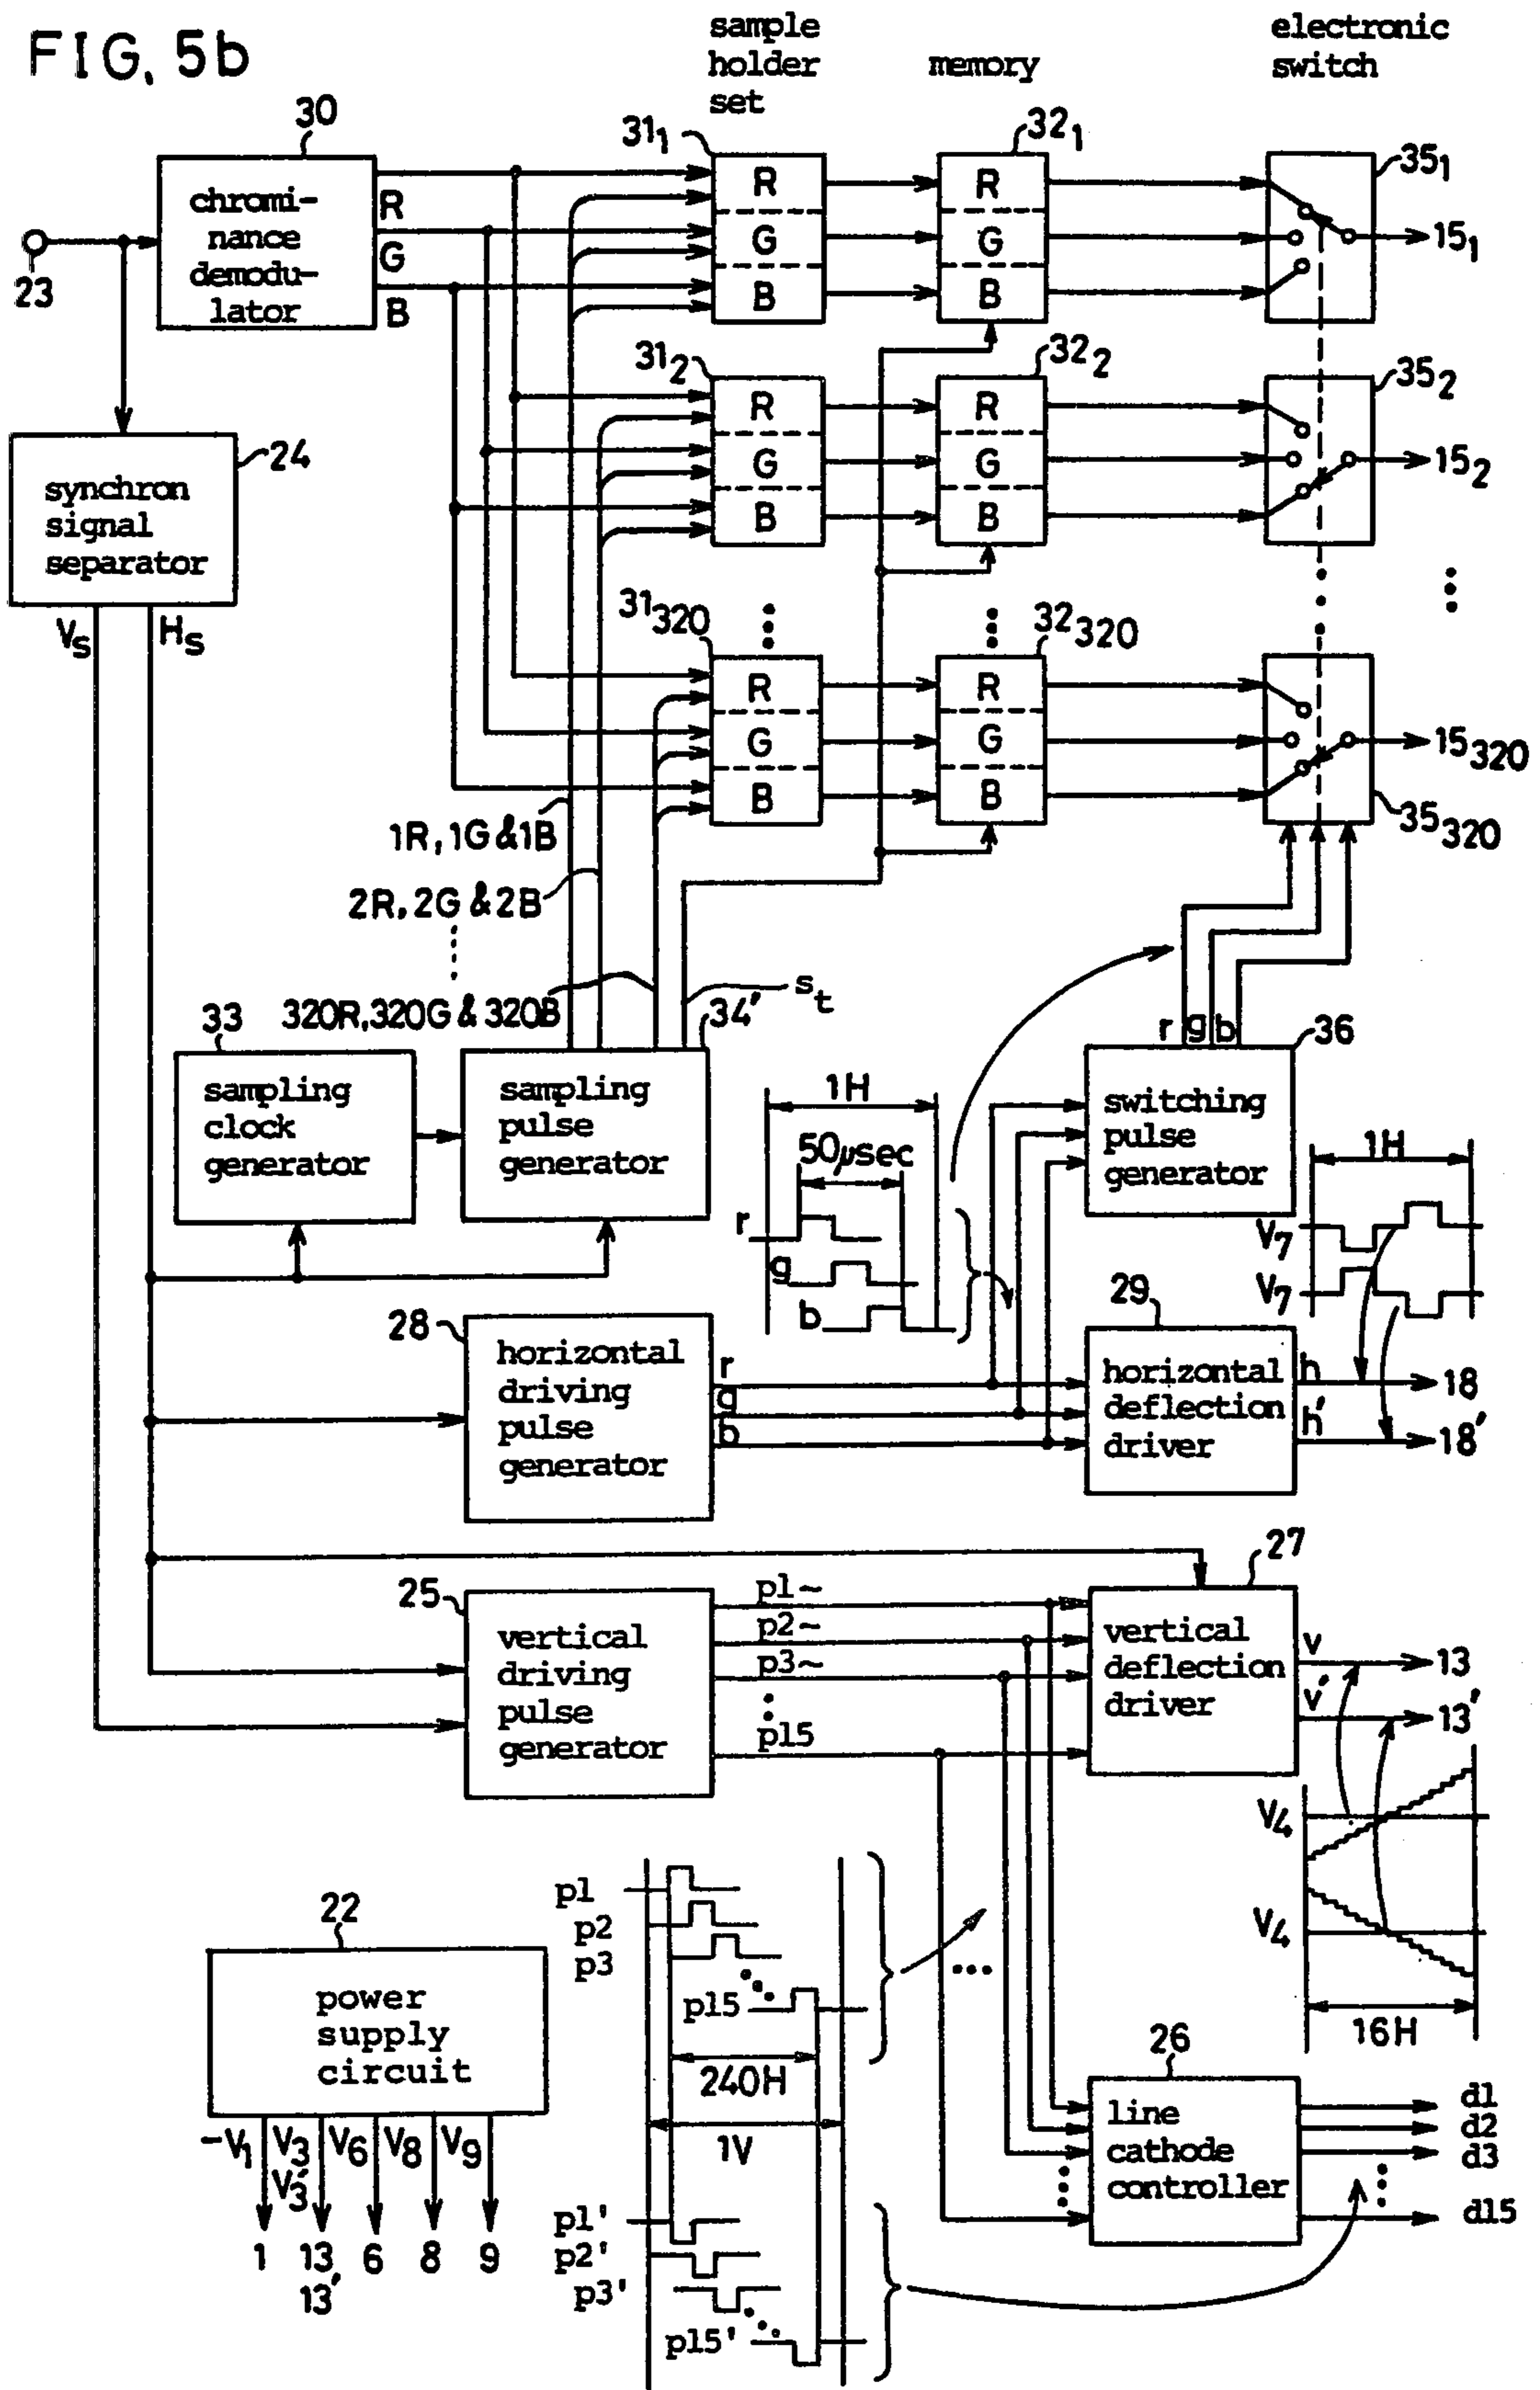 FIG. 5b
sample
holder
set
memory
electronic
switch
30
chromi-
nance
demodu-
lator
R
G
B
23
31₁
R
G
B
32₁
R
G
B
35₁
15₁
31₂
R
G
B
32₂
R
G
B
35₂
15₂
24
synchron
signal
separator
Vs
Hs
31₃₂₀
R
G
B
32₃₂₀
R
G
B
15₃₂₀
35₃₂₀
1R, 1G & 1B
2R, 2G & 2B
320R, 320G & 320B
st
33
sampling
clock
generator
34'
sampling
pulse
generator
1H
50μsec
r
g
b
r g b
36
switching
pulse
generator
1H
V₇
V₇
28
horizontal
driving
pulse
generator
r
g
b
29
horizontal
deflection
driver
h
h'
18
18'
25
vertical
driving
pulse
generator
p1~
p2~
p3~
p15
27
vertical
deflection
driver
v
v'
13
13'
V₄
V₄
16H
22
power
supply
circuit
-V₁
V₃
V₃'
V₆
V₈
V₉
1
13
13'
6
8
9
p1
p2
p3
p15
240H
1V
p1'
p2'
p3'
p15'
26
line
cathode
controller
d1
d2
d3
d15